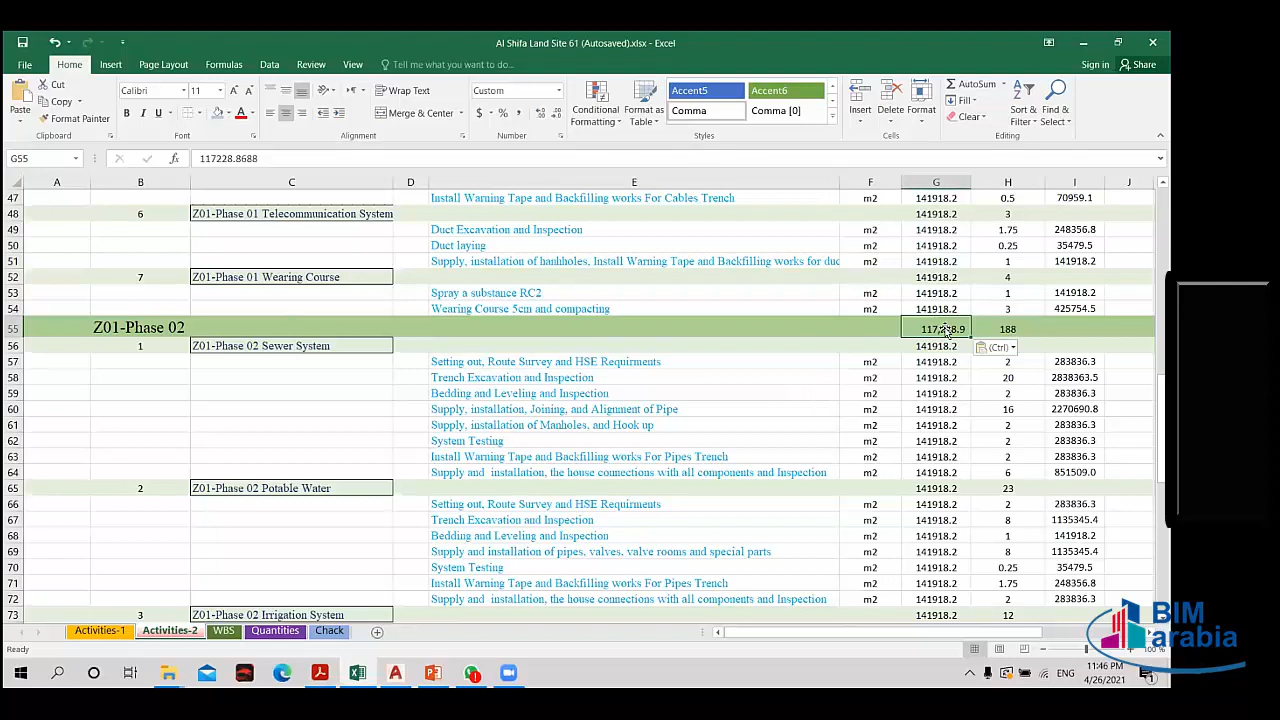 Al Shifa Land Site 61 (Autosaved).xlsx - Excel
File Home Insert Page Layout Formulas Data Review View Tell me what you want to do... Sign in Share
Cut Calibri 11 Wrap Text Custom Accent5 Accent6 AutoSum
Copy Fill
Paste Format Painter B I U Merge & Center $ % Conditional Formatting Format as Table Comma Comma [0] Insert Delete Format Clear Sort & Filter Find & Select
Clipboard Font Alignment Number Styles Cells Editing
G55 fx 117228.8688
A B C D E F G H I J
47 Install Warning Tape and Backfilling works For Cables Trench m2 141918.2 0.5 70959.1
48 6 Z01-Phase 01 Telecommunication System 141918.2 3
49 Duct Excavation and Inspection m2 141918.2 1.75 248356.8
50 Duct laying m2 141918.2 0.25 35479.5
51 Supply, installation of hanhholes, Install Warning Tape and Backfilling works for duc m2 141918.2 1 141918.2
52 7 Z01-Phase 01 Wearing Course 141918.2 4
53 Spray a substance RC2 m2 141918.2 1 141918.2
54 Wearing Course 5cm and compacting m2 141918.2 3 425754.5
55 Z01-Phase 02 188
56 1 Z01-Phase 02 Sewer System 141918.2 (Ctrl)
57 Setting out, Route Survey and HSE Requirments m2 141918.2 2 283836.3
58 Trench Excavation and Inspection m2 141918.2 20 2838363.5
59 Bedding and Leveling and Inspection m2 141918.2 2 283836.3
60 Supply, installation, Joining, and Alignment of Pipe m2 141918.2 16 2270690.8
61 Supply, installation of Manholes, and Hook up m2 141918.2 2 283836.3
62 System Testing m2 141918.2 2 283836.3
63 Install Warning Tape and Backfilling works For Pipes Trench m2 141918.2 2 283836.3
64 Supply and installation, the house connections with all components and Inspection m2 141918.2 6 851509.0
65 2 Z01-Phase 02 Potable Water 141918.2 23
66 Setting out, Route Survey and HSE Requirments m2 141918.2 2 283836.3
67 Trench Excavation and Inspection m2 141918.2 8 1135345.4
68 Bedding and Leveling and Inspection m2 141918.2 1 141918.2
69 Supply and installation of pipes, valves, valve rooms and special parts m2 141918.2 8 1135345.4
70 System Testing m2 141918.2 0.25 35479.5
71 Install Warning Tape and Backfilling works For Pipes Trench m2 141918.2 1.75 248356.8
72 Supply and installation, the house connections with all components and Inspection m2 141918.2 2 283836.3
73 3 Z01-Phase 02 Irrigation System 141918.2 12
Activities-1 Activities-2 WBS Quantities Chack
Ready 100 %
BIM
arabia
ENG 11:46 PM
4/26/2021